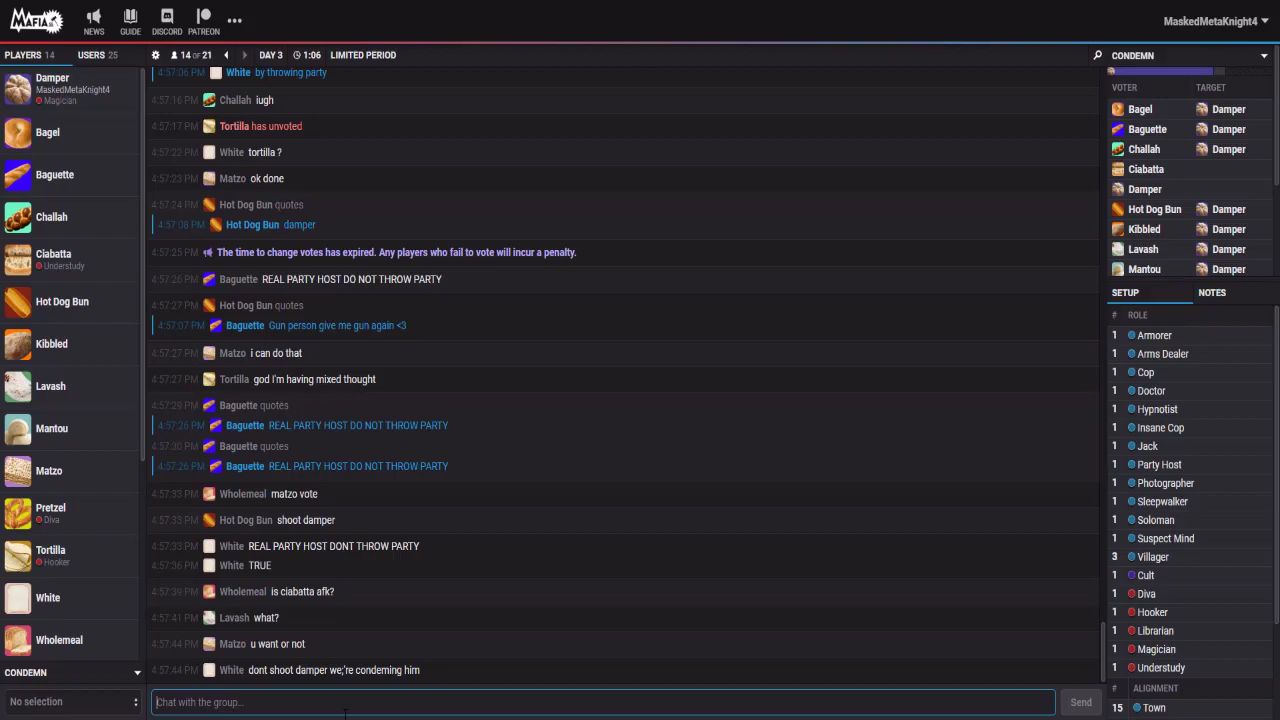 MAFIA
NEWS
GUIDE
DISCORD
PATREON
MaskedMetaKnight4
PLAYERS 14
USERS 25
14 OF 21
DAY 3
1:06
LIMITED PERIOD
CONDEMN
Damper
MaskedMetaKnight4
Magician
Bagel
Baguette
Challah
Ciabatta
Understudy
Hot Dog Bun
Kibbled
Lavash
Mantou
Matzo
Pretzel
Diva
Tortilla
Hooker
White
Wholemeal
CONDEMN
No selection
4:57:06 PM White by throwing party
4:57:16 PM Challah iugh
4:57:17 PM Tortilla has unvoted
4:57:22 PM White tortilla ?
4:57:23 PM Matzo ok done
4:57:24 PM Hot Dog Bun quotes
4:57:08 PM Hot Dog Bun damper
4:57:25 PM The time to change votes has expired. Any players who fail to vote will incur a penalty.
4:57:26 PM Baguette REAL PARTY HOST DO NOT THROW PARTY
4:57:27 PM Hot Dog Bun quotes
4:57:07 PM Baguette Gun person give me gun again <3
4:57:27 PM Matzo i can do that
4:57:27 PM Tortilla god I'm having mixed thought
4:57:29 PM Baguette quotes
4:57:26 PM Baguette REAL PARTY HOST DO NOT THROW PARTY
4:57:30 PM Baguette quotes
4:57:26 PM Baguette REAL PARTY HOST DO NOT THROW PARTY
4:57:33 PM Wholemeal matzo vote
4:57:33 PM Hot Dog Bun shoot damper
4:57:33 PM White REAL PARTY HOST DONT THROW PARTY
4:57:36 PM White TRUE
4:57:39 PM Wholemeal is ciabatta afk?
4:57:41 PM Lavash what?
4:57:44 PM Matzo u want or not
4:57:44 PM White dont shoot damper we;'re condeming him
Chat with the group...
Send
VOTER TARGET
Bagel Damper
Baguette Damper
Challah Damper
Ciabatta
Damper
Hot Dog Bun Damper
Kibbled Damper
Lavash Damper
Mantou Damper
SETUP NOTES
# ROLE
1 Armorer
1 Arms Dealer
1 Cop
1 Doctor
1 Hypnotist
1 Insane Cop
1 Jack
1 Party Host
1 Photographer
1 Sleepwalker
1 Soloman
1 Suspect Mind
3 Villager
1 Cult
1 Diva
1 Hooker
1 Librarian
1 Magician
1 Understudy
# ALIGNMENT
15 Town